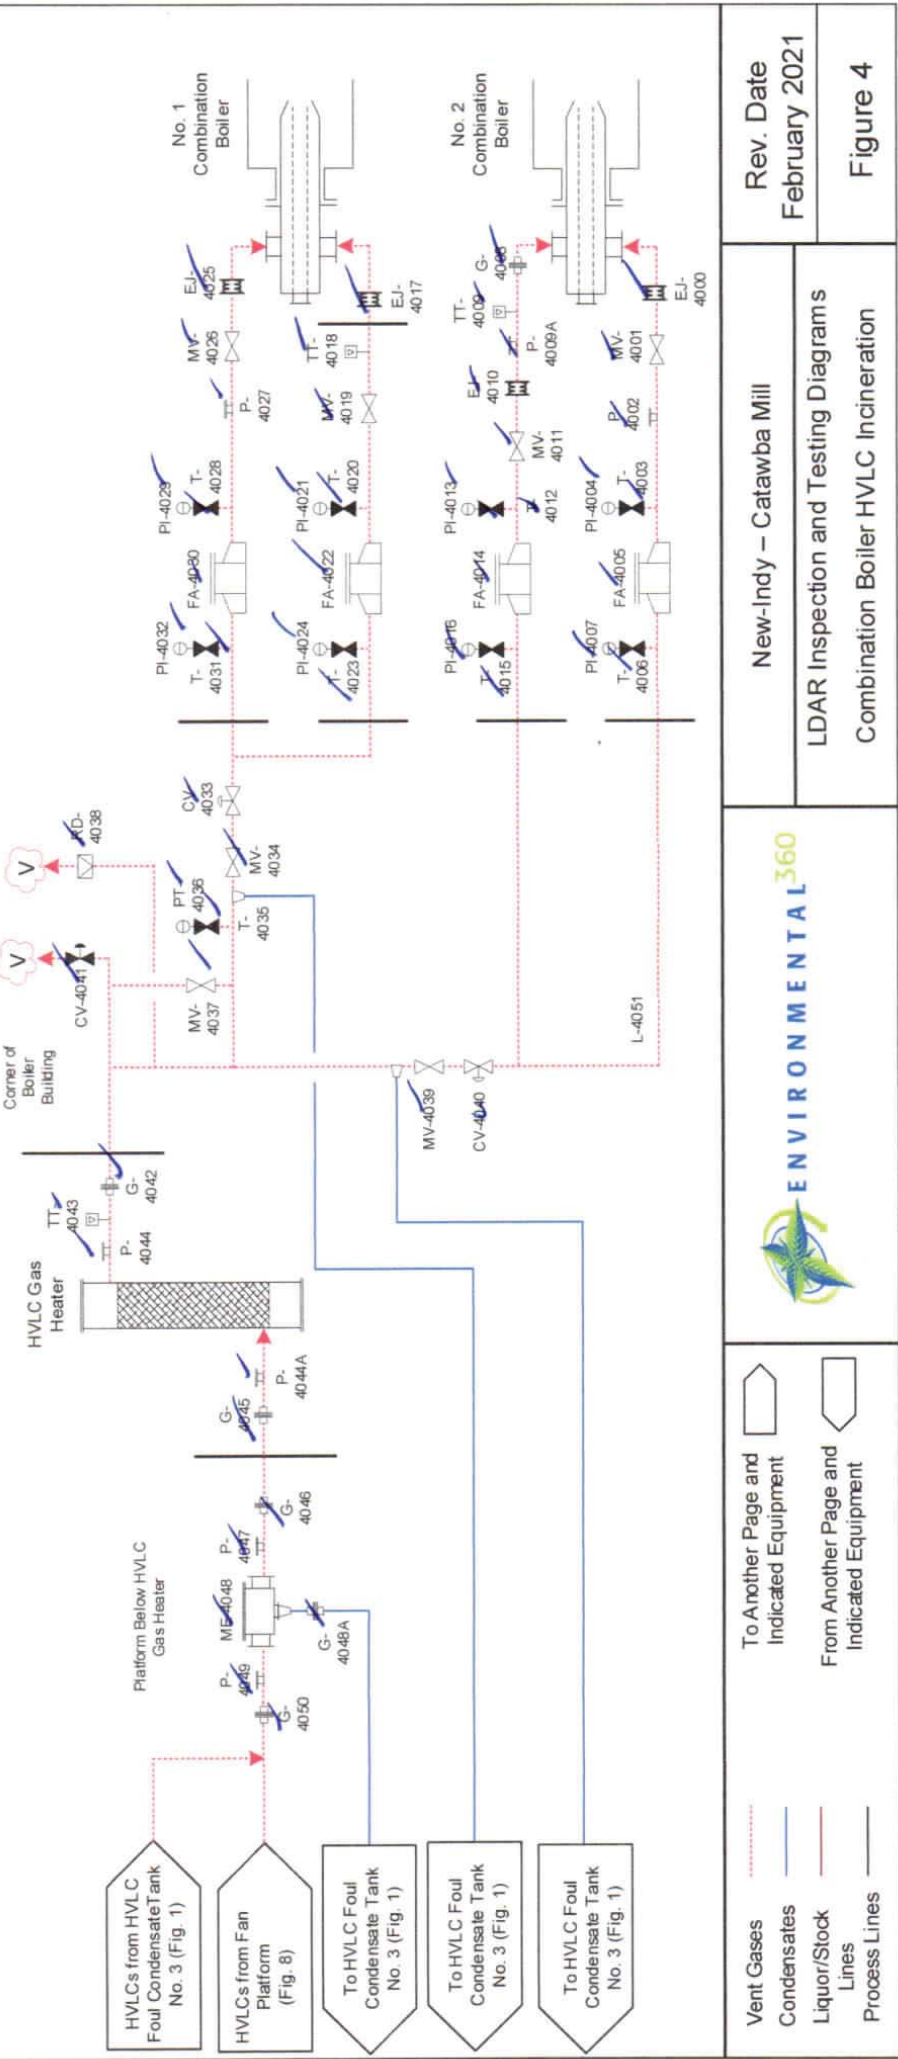 No. 1
Combination
Boiler
No. 2
Combination
Boiler
EJ-
4025
MV-
4026
P-
4027
T-
4028
PI-4029
FA-4030
T-
4031
PI-4032
EJ-
4017
TT-
4018
MV-
4019
T-
4020
PI-4021
FA-4022
T-
4023
PI-4024
G-
TT-
4009
P-
4009A
EJ-
4010
MV-
4011
T-
4012
PI-4013
FA-4014
T-
4015
PI-4016
EJ-
4000
MV-
4001
P-
4002
T-
4003
PI-4004
FA-4005
T-
4006
PI-4007
V
RD-
4038
V
CV-4041
CV-
4033
MV-
4034
PT-
4036
T-
4035
MV-
4037
Corner of
Boiler
Building
MV-4039
CV-4040
L-4051
G-
4042
TT-
4043
P-
4044
HVLC Gas
Heater
P-
4044A
G-
4045
G-
4046
P-
4047
Platform Below HVLC
Gas Heater
MF-4048
G-
4048A
P-
4049
G-
4050
HVLCs from HVLC
Foul Condensate Tank
No. 3 (Fig. 1)
HVLCs from Fan
Platform
(Fig. 8)
To HVLC Foul
Condensate Tank
No. 3 (Fig. 1)
To HVLC Foul
Condensate Tank
No. 3 (Fig. 1)
To HVLC Foul
Condensate Tank
No. 3 (Fig. 1)
Vent Gases
Condensates
Liquor/Stock
Lines
Process Lines
To Another Page and
Indicated Equipment
From Another Page and
Indicated Equipment
ENVIRONMENTAL 360
New-Indy – Catawba Mill
LDAR Inspection and Testing Diagrams
Combination Boiler HVLC Incineration
Rev. Date
February 2021
Figure 4